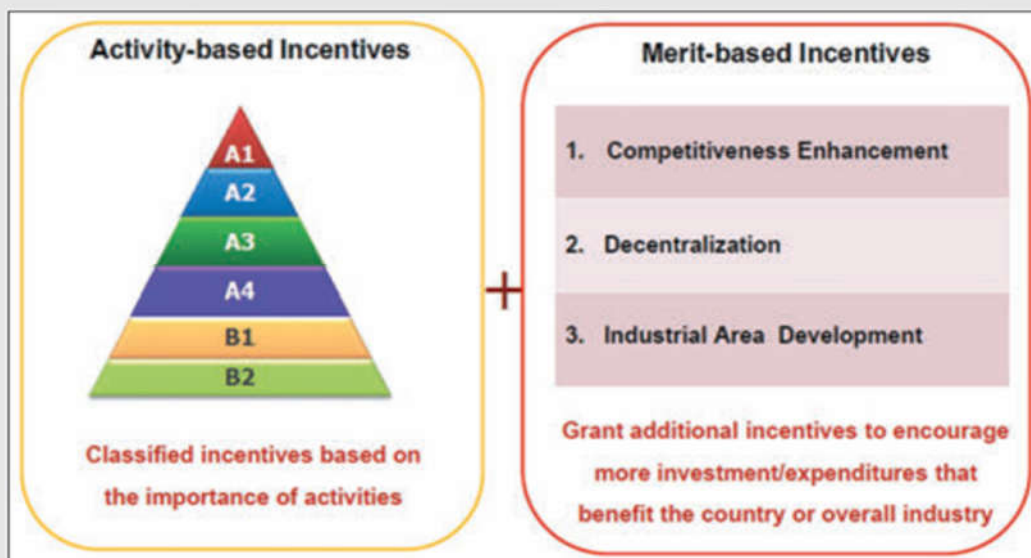 Activity-based Incentives
A1
A2
A3
A4
B1
B2
Classified incentives based on
the importance of activities
+
Merit-based Incentives
1. Competitiveness Enhancement
2. Decentralization
3. Industrial Area Development
Grant additional incentives to encourage
more investment/expenditures that
benefit the country or overall industry